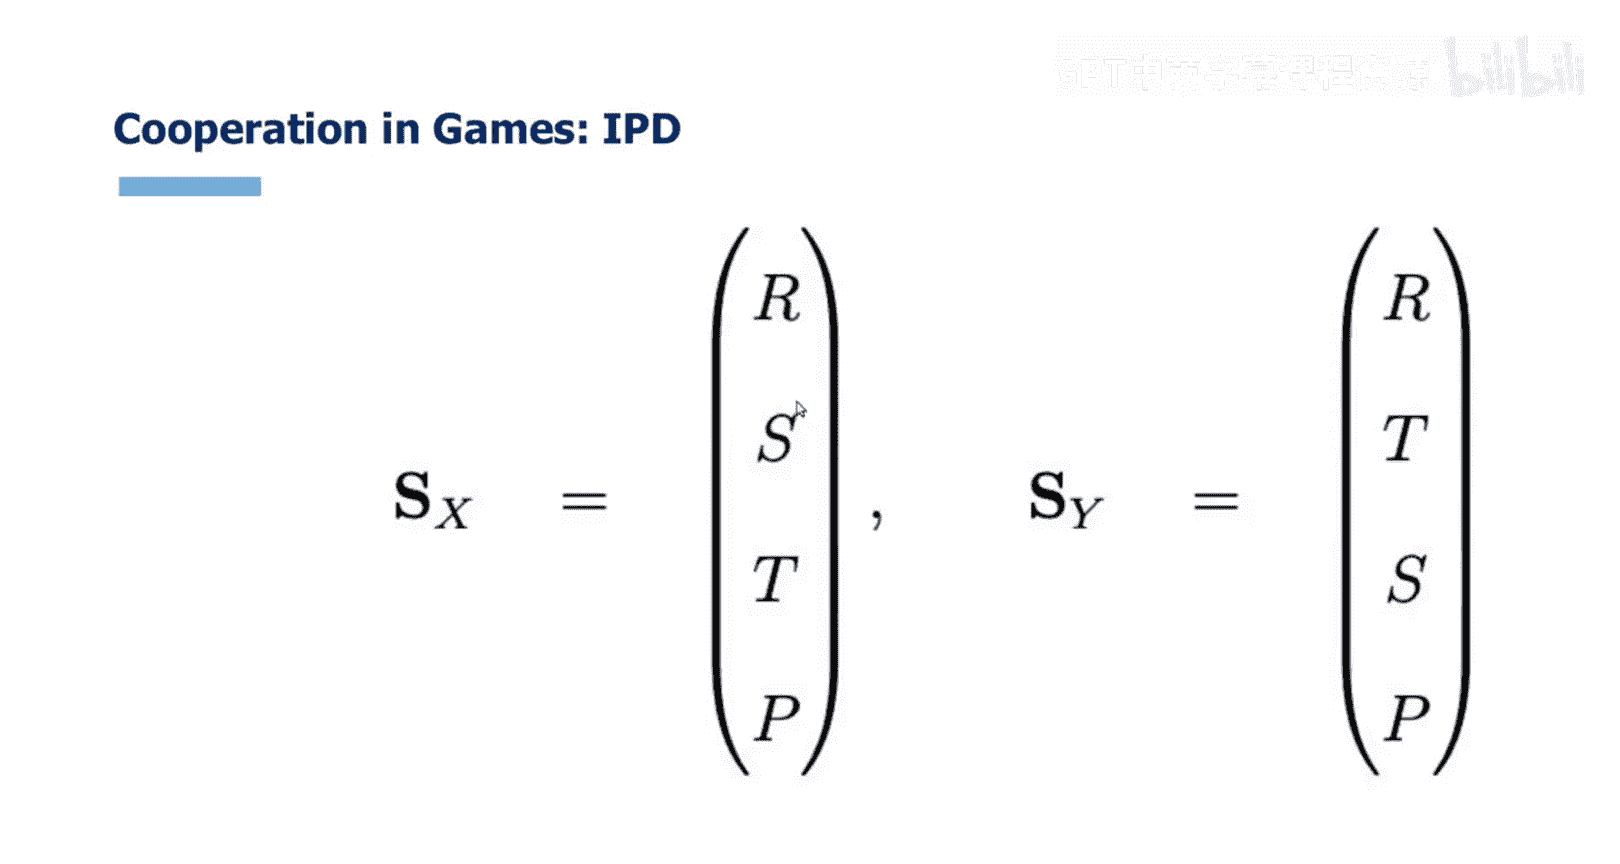 bilibili
Cooperation in Games: IPD
S_X = (R S T P), S_Y = (R T S P)